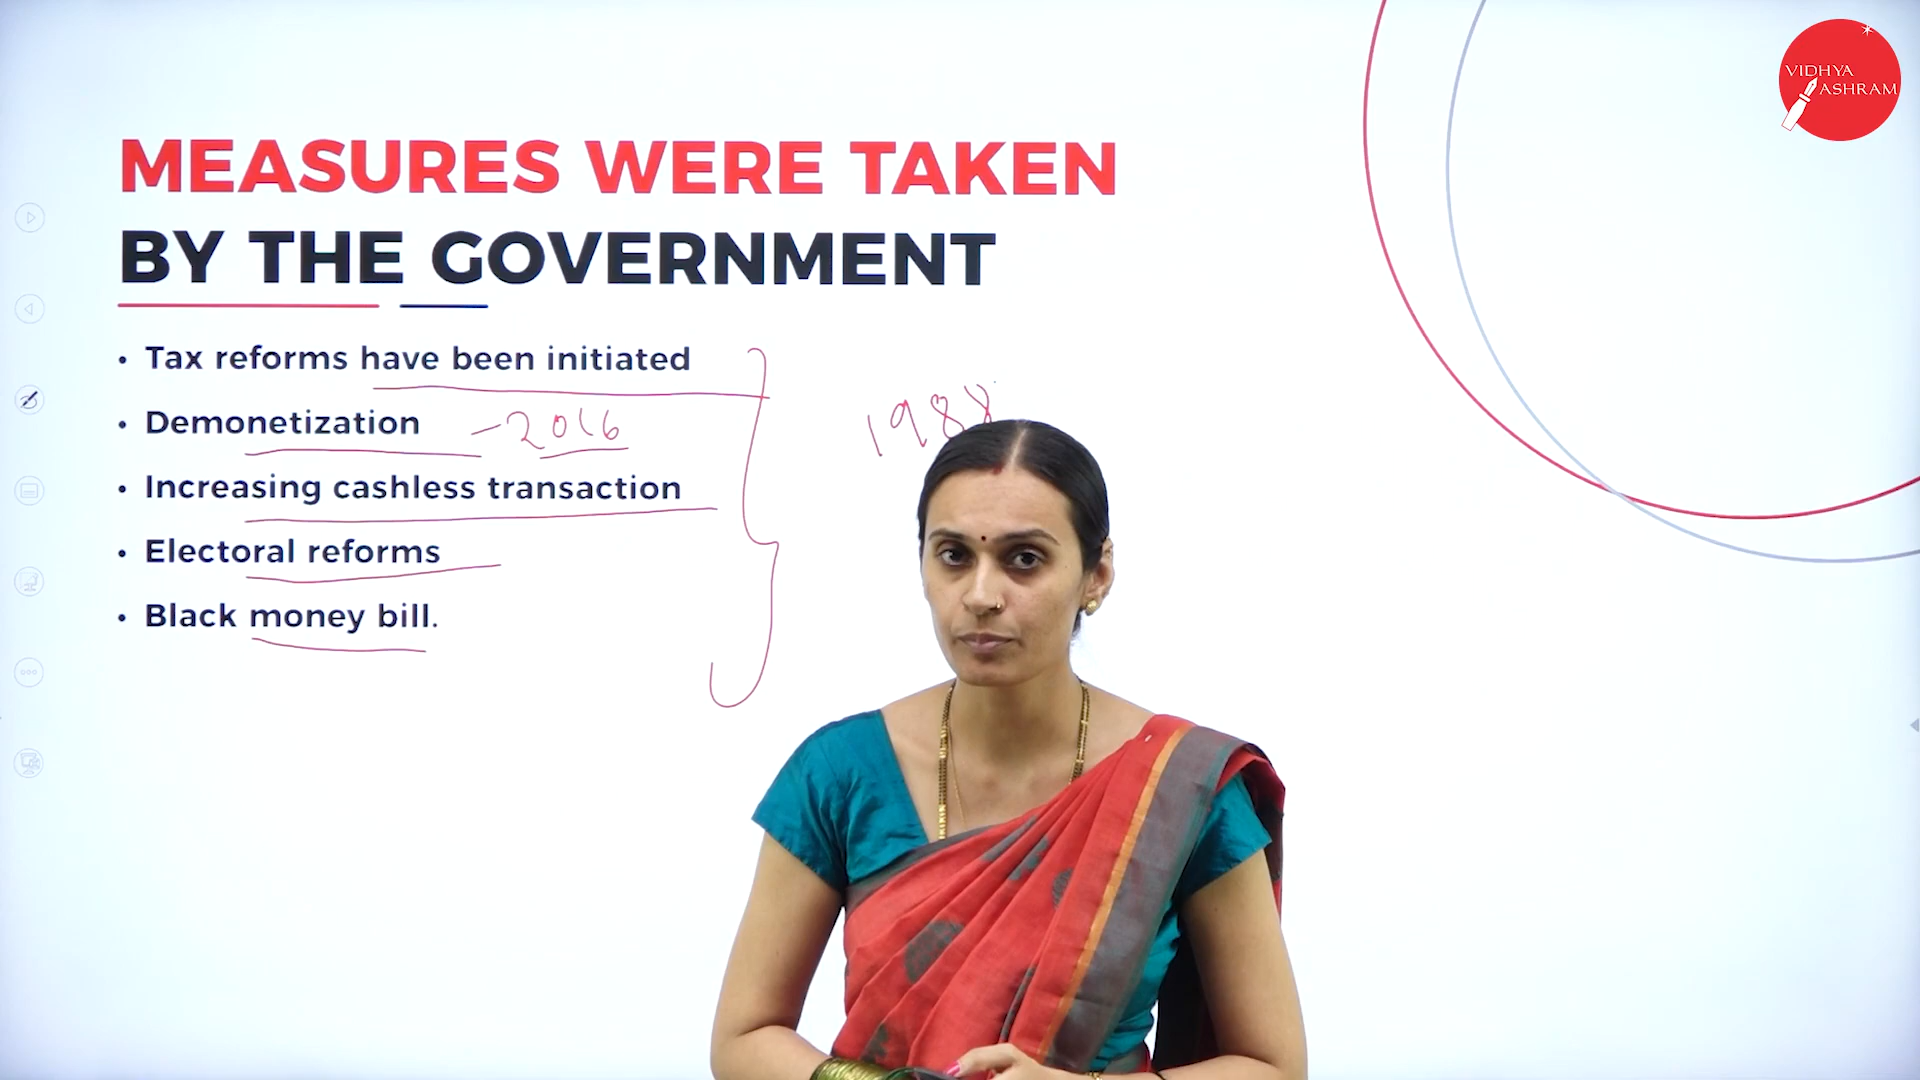 VIDHYA
ASHRAM
MEASURES WERE TAKEN
BY THE GOVERNMENT
• Tax reforms have been initiated
• Demonetization - 2016
1988
• Increasing cashless transaction
• Electoral reforms
• Black money bill.